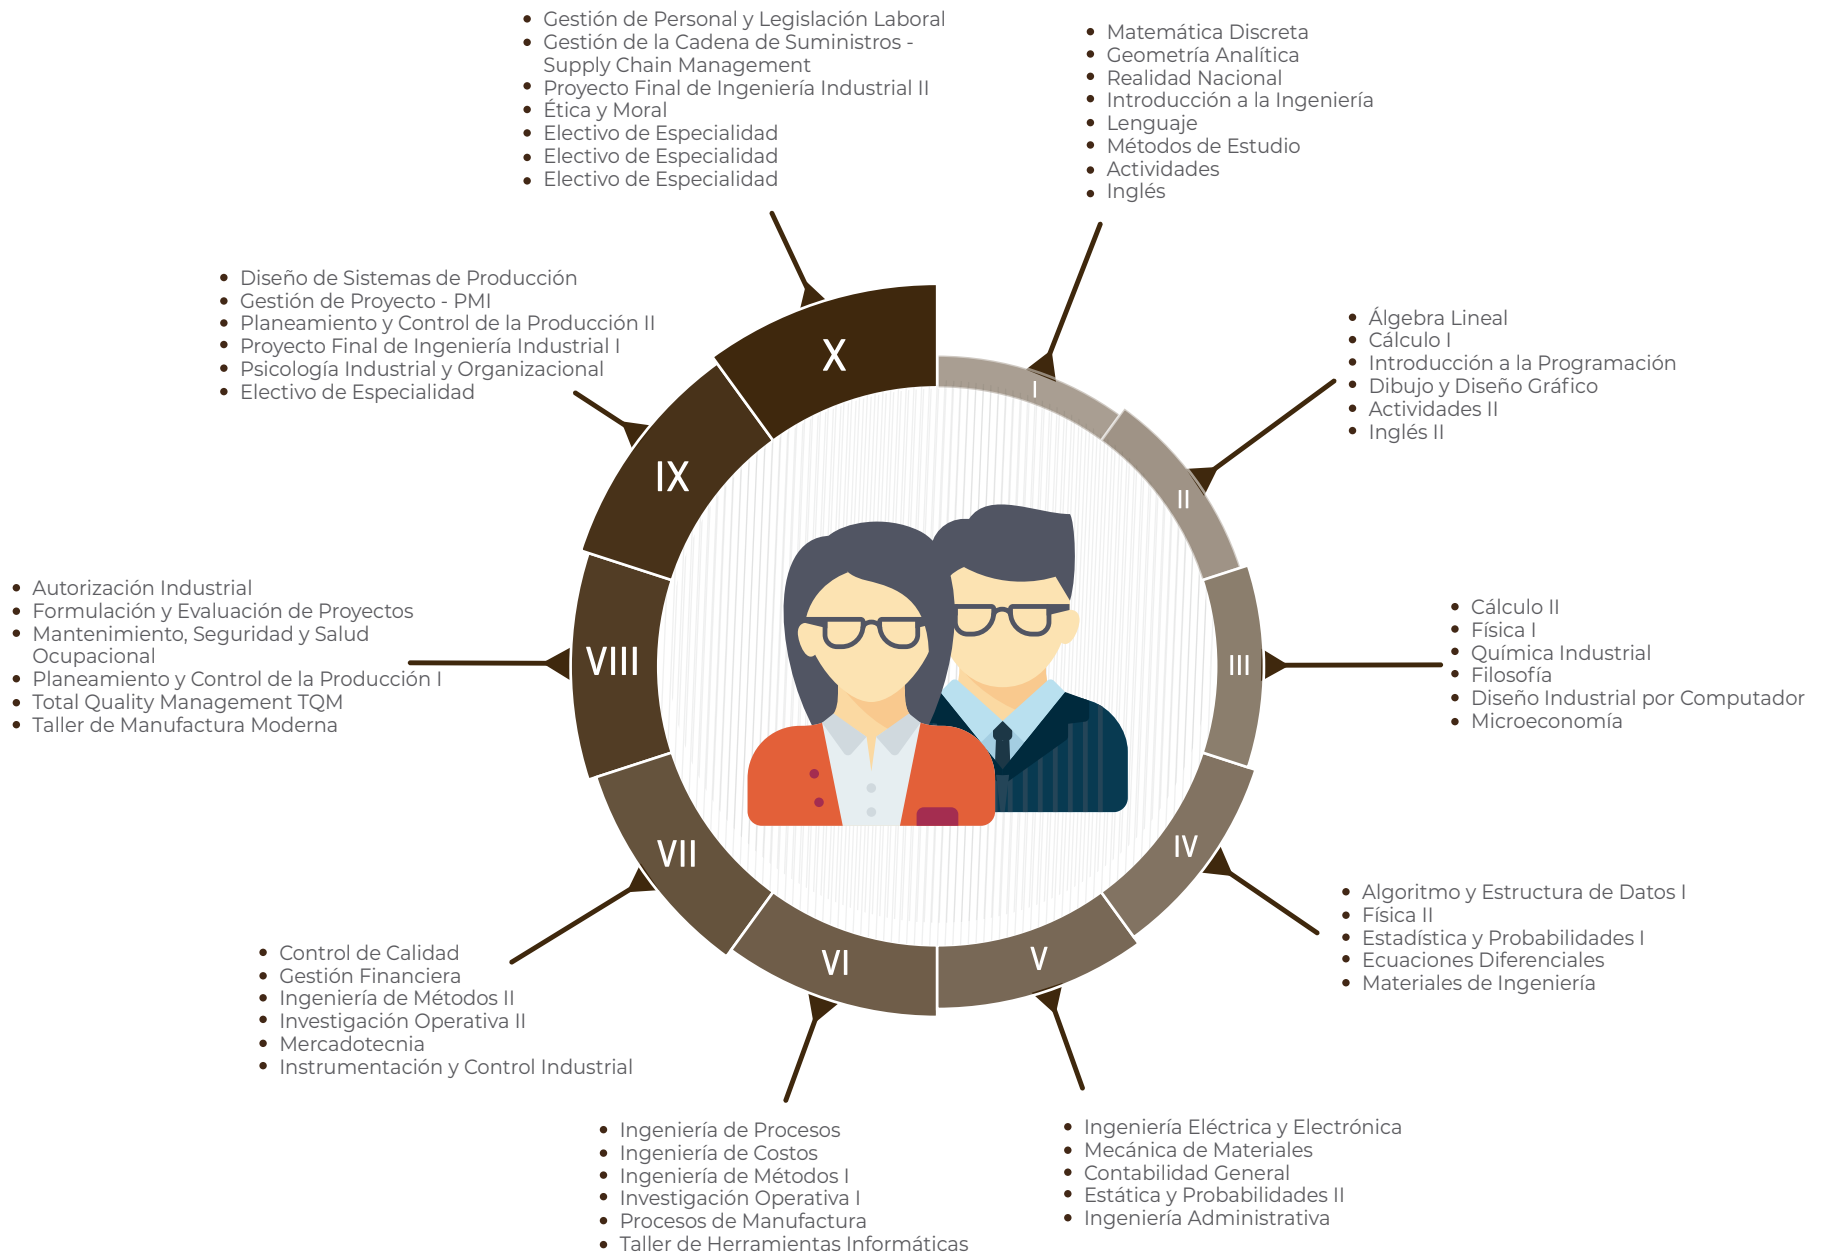 Gestión de Personal y Legislación Laboral
Gestión de la Cadena de Suministros -
Supply Chain Management
Proyecto Final de Ingeniería Industrial II
Ética y Moral
Electivo de Especialidad
Electivo de Especialidad
Electivo de Especialidad
Matemática Discreta
Geometría Analítica
Realidad Nacional
Introducción a la Ingeniería
Lenguaje
Métodos de Estudio
Actividades
Inglés
Diseño de Sistemas de Producción
Gestión de Proyecto - PMI
Planeamiento y Control de la Producción II
Proyecto Final de Ingeniería Industrial I
Psicología Industrial y Organizacional
Electivo de Especialidad
Álgebra Lineal
Cálculo I
Introducción a la Programación
Dibujo y Diseño Gráfico
Actividades II
Inglés II
X
I
IX
II
Autorización Industrial
Formulación y Evaluación de Proyectos
Mantenimiento, Seguridad y Salud
Ocupacional
Planeamiento y Control de la Producción I
Total Quality Management TQM
Taller de Manufactura Moderna
VIII
III
Cálculo II
Física I
Química Industrial
Filosofía
Diseño Industrial por Computador
Microeconomía
VII
IV
VI
V
Algoritmo y Estructura de Datos I
Física II
Estadística y Probabilidades I
Ecuaciones Diferenciales
Materiales de Ingeniería
Control de Calidad
Gestión Financiera
Ingeniería de Métodos II
Investigación Operativa II
Mercadotecnia
Instrumentación y Control Industrial
Ingeniería de Procesos
Ingeniería de Costos
Ingeniería de Métodos I
Investigación Operativa I
Procesos de Manufactura
Taller de Herramientas Informáticas
Ingeniería Eléctrica y Electrónica
Mecánica de Materiales
Contabilidad General
Estática y Probabilidades II
Ingeniería Administrativa